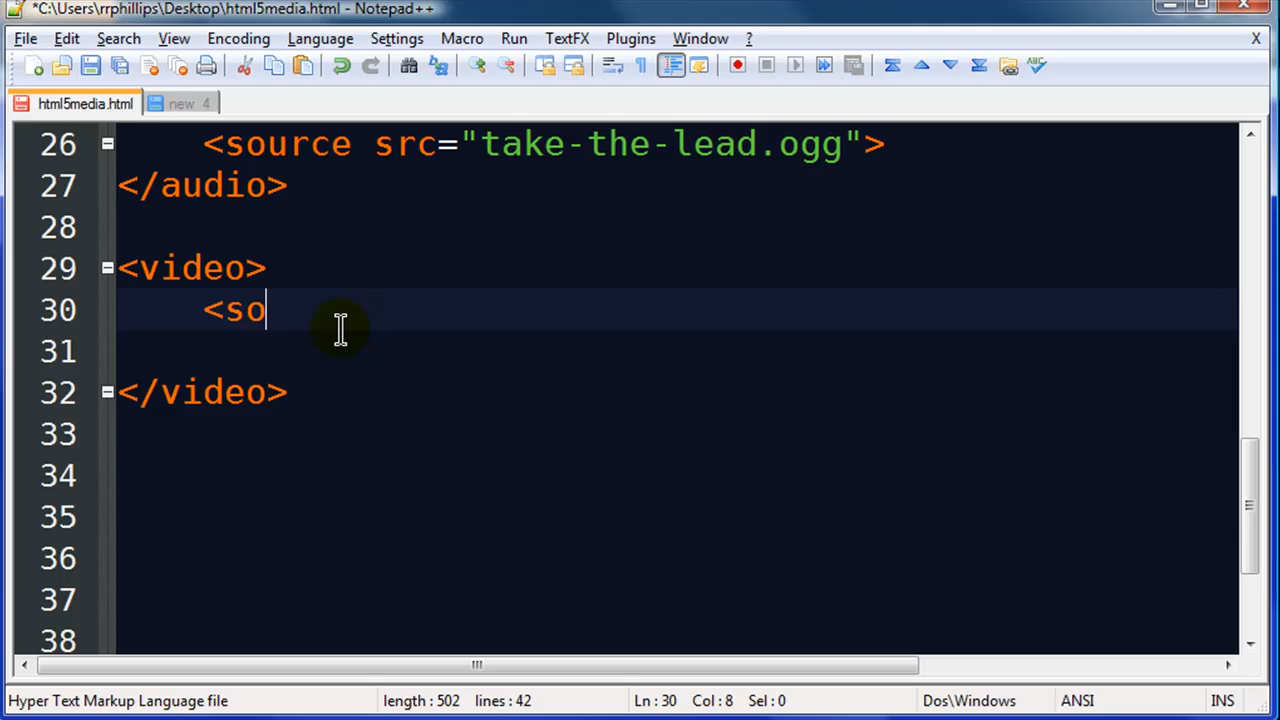 *C:\Users\rrphillips\Desktop\html5media.html - Notepad++
File Edit Search View Encoding Language Settings Macro Run TextFX Plugins Window ? X
html5media.html new 4
26 <source src="take-the-lead.ogg">
27 </audio>
28
29 <video>
30 <so
31
32 </video>
33
34
35
36
37
38
Hyper Text Markup Language file length : 502 lines : 42 Ln : 30 Col : 8 Sel : 0 Dos\Windows ANSI INS